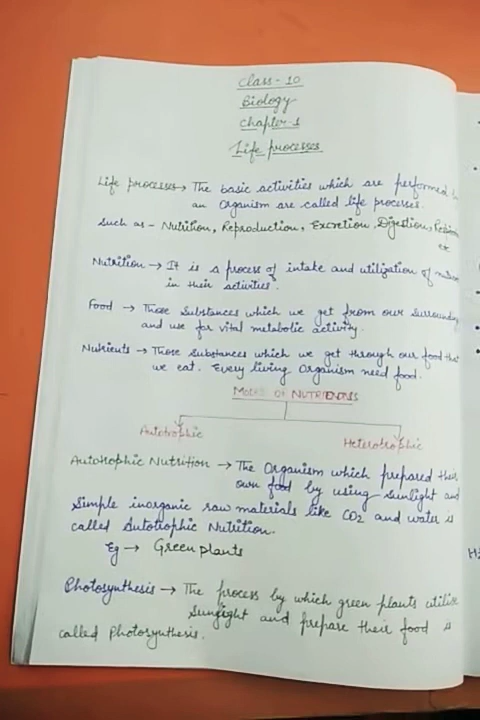 Class - 10
Biology
Chapter-1
Life processes
Life processes → The basic activities which are performed
an Organism are called life processes.
Such as - Nutrition, Reproduction, Excretion, Digestion,
etc
Nutrition → It is a process of intake and utilization of
in their activities.
Food → Those Substances which we get from our Surrounding
and use for vital metabolic activity.
Nutrients → Those Substances which we get through our food that
we eat. Every living Organism need food.
MODES OF
Autotrophic
Heterotrophic
Autotrophic Nutrition → The Organism which prepared their
own food by using Sunlight and
Simple inorganic raw materials like CO2 and water is
called Autotrophic Nutrition.
Eg → Green plants
Photosynthesis → The process by which green plants utilise
Sunlight and prepare their food is
called Photosynthesis.